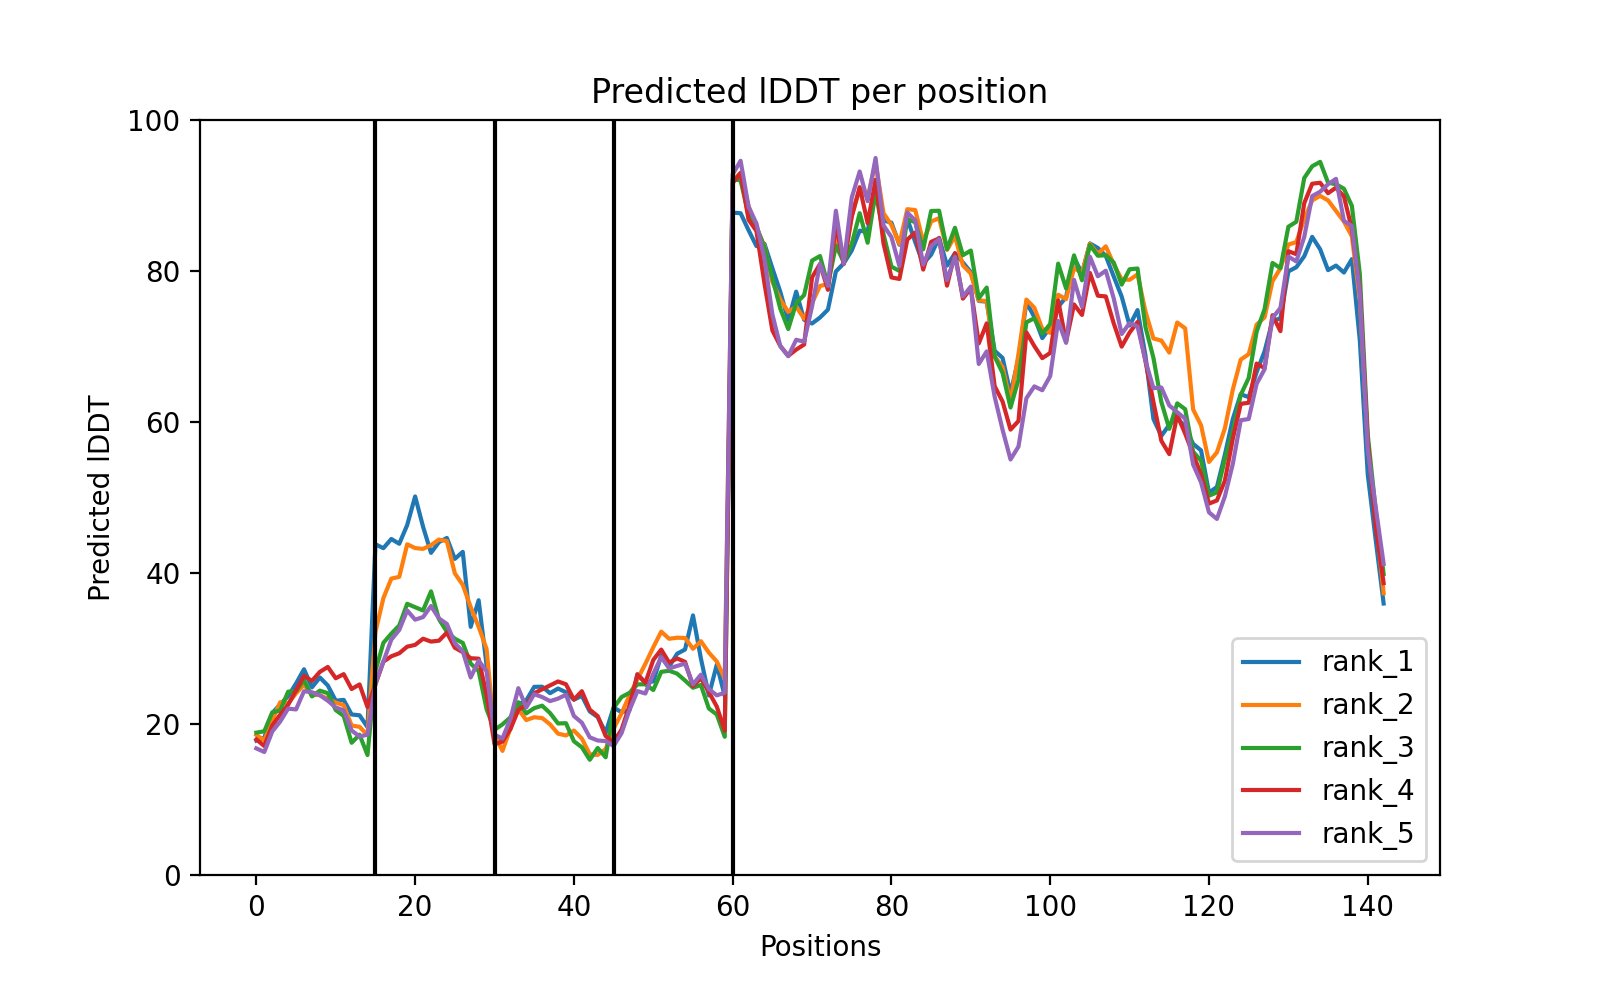 Predicted lDDT per position
100
80
60
40
20
0
Predicted lDDT
0 20 40 60 80 100 120 140
Positions
rank_1
rank_2
rank_3
rank_4
rank_5